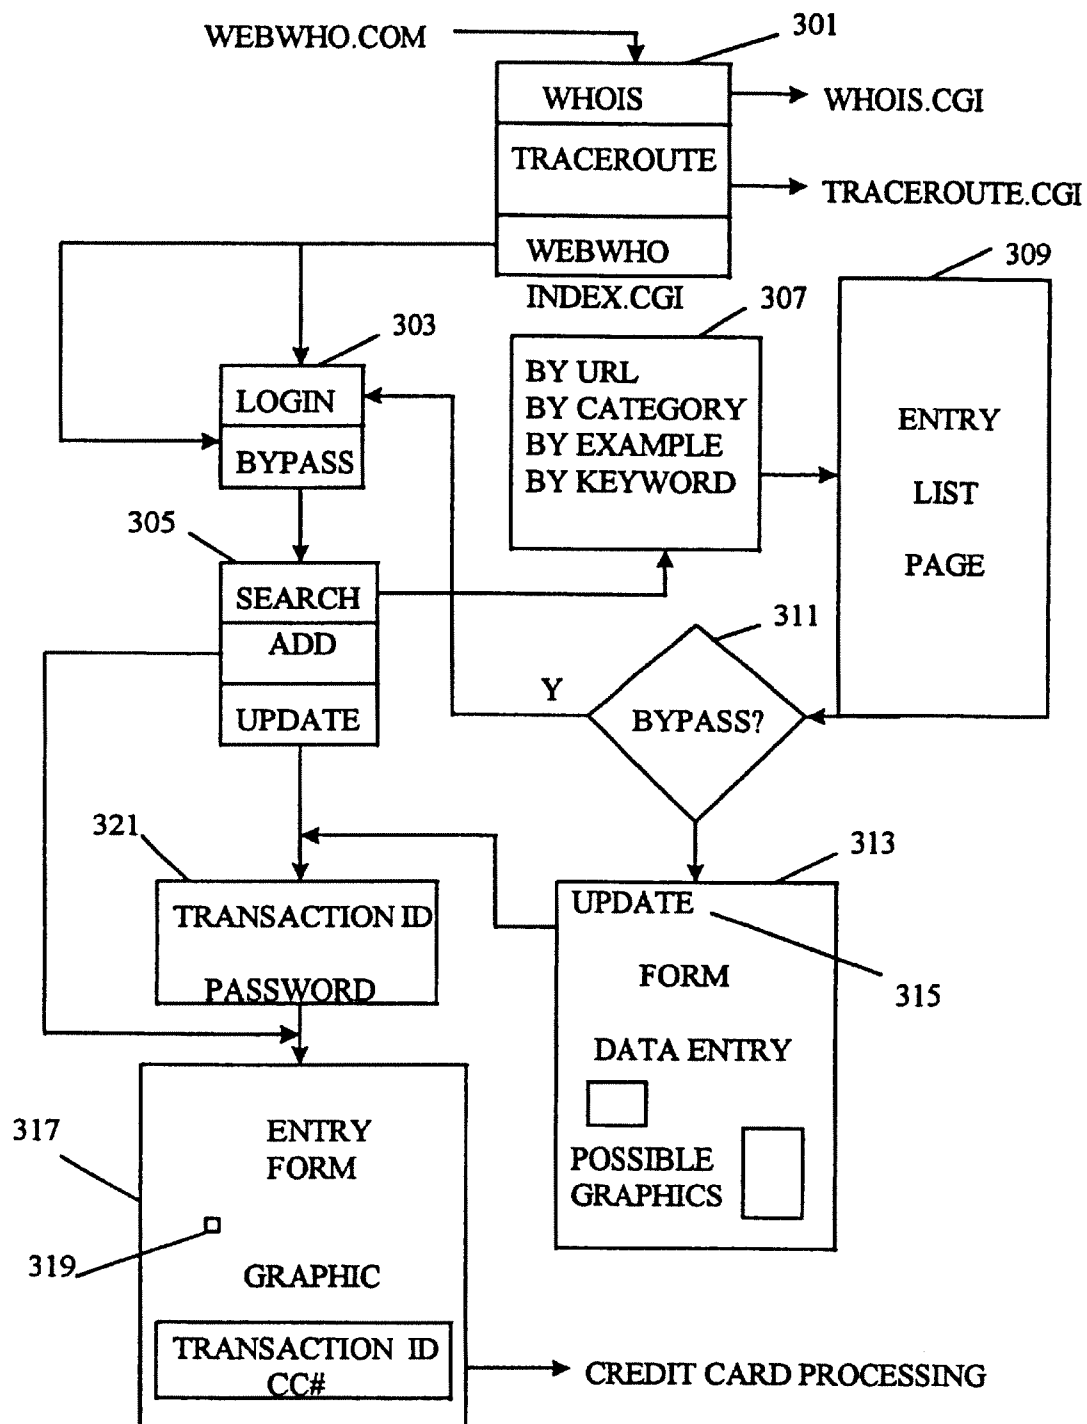 WEBWHO.COM
301
WHOIS
WHOIS.CGI
TRACEROUTE
TRACEROUTE.CGI
WEBWHO
INDEX.CGI
309
307
303
LOGIN
BYPASS
BY URL
BY CATEGORY
BY EXAMPLE
BY KEYWORD
ENTRY
LIST
PAGE
305
SEARCH
ADD
UPDATE
311
Y
BYPASS?
321
TRANSACTION ID
PASSWORD
313
UPDATE
315
FORM
DATA ENTRY
POSSIBLE
GRAPHICS
317
ENTRY
FORM
319
GRAPHIC
TRANSACTION ID
CC#
CREDIT CARD PROCESSING